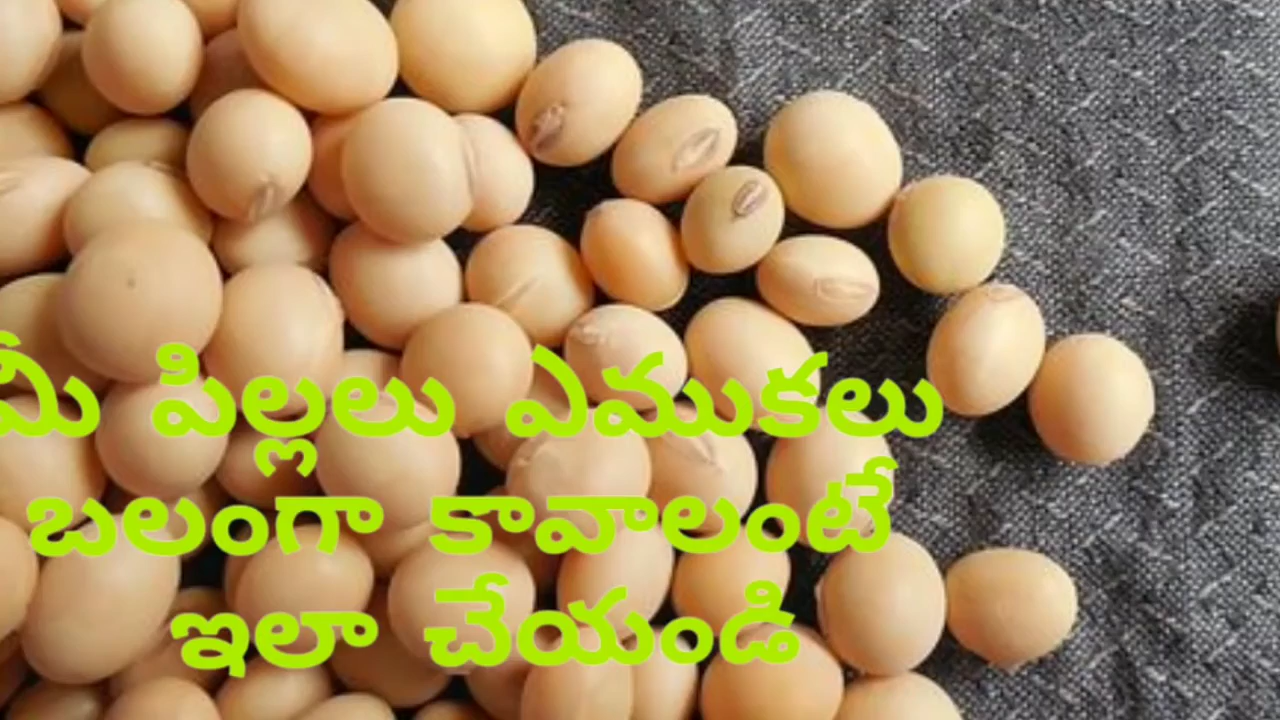 మీ పిల్లలు ఎముకలు
బలంగా కావాలంటే
ఇలా చేయండి